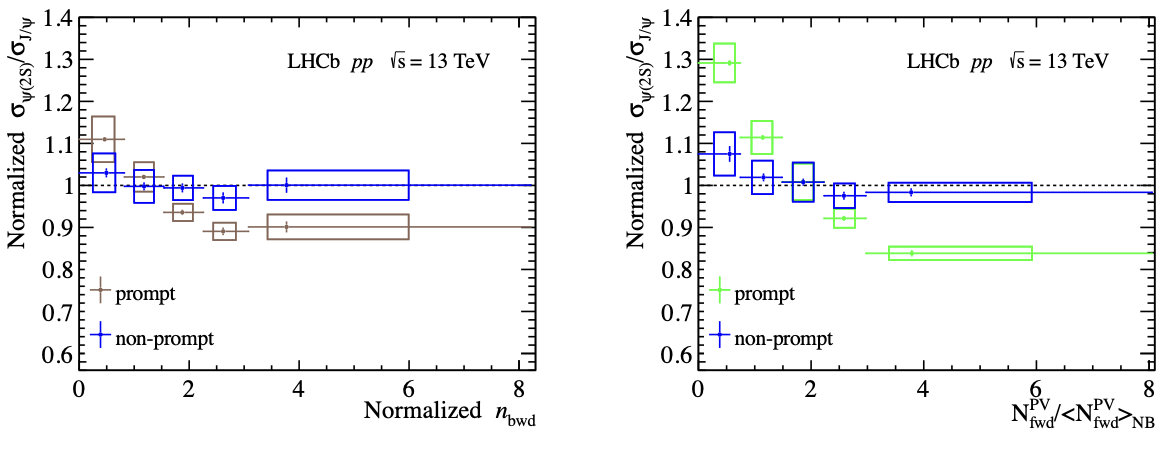 Normalized σψ(2S)/σJ/ψ
1.4
1.3
1.2
1.1
1
0.9
0.8
0.7
0.6
LHCb pp √s = 13 TeV
prompt
non-prompt
0 2 4 6 8
Normalized nbwd
Normalized σψ(2S)/σJ/ψ
1.4
1.3
1.2
1.1
1
0.9
0.8
0.7
0.6
LHCb pp √s = 13 TeV
prompt
non-prompt
0 2 4 6 8
N^PV_fwd/<N^PV_fwd>_NB